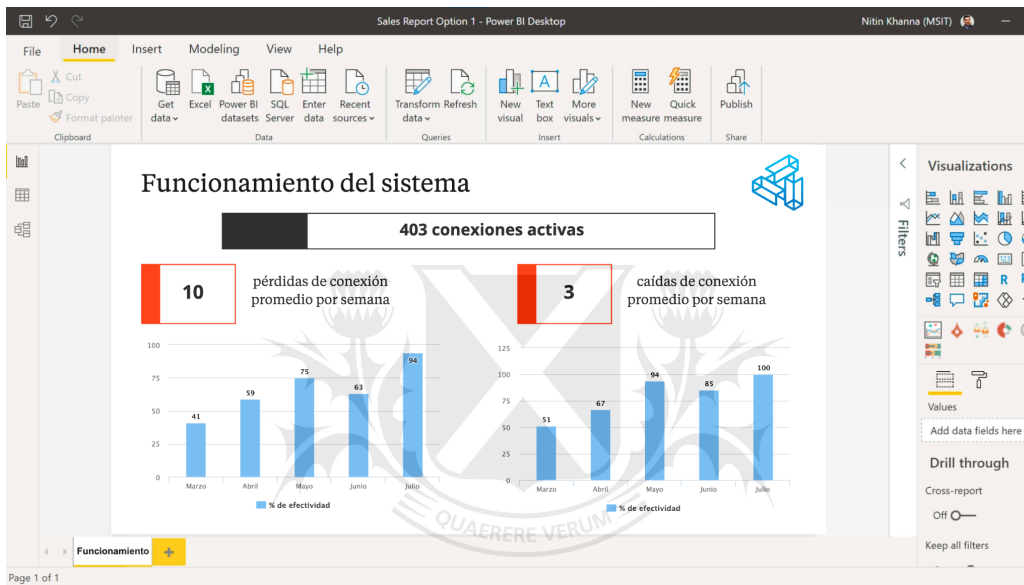 Sales Report Option 1 - Power BI Desktop
Nitin Khanna (MSIT)
File Home Insert Modeling View Help
Paste
Cut
Copy
Format painter
Clipboard
Get data
Excel
Power BI datasets
SQL Server
Enter data
Recent sources
Data
Transform data
Refresh
Queries
New visual
Text box
More visuals
Insert
New measure
Quick measure
Calculations
Publish
Share
Funcionamiento del sistema
403 conexiones activas
10
pérdidas de conexión
promedio por semana
3
caídas de conexión
promedio por semana
100
75
50
25
0
41
59
75
63
94
Marzo Abril Mayo Junio Julio
% de efectividad
125
100
75
50
25
0
51
67
94
85
100
Marzo Abril Mayo Junio Julio
% de efectividad
QUAERERE VERUM
Filters
Visualizations
123
R
Values
Add data fields here
Drill through
Cross-report
Off
Keep all filters
Funcionamiento
Page 1 of 1